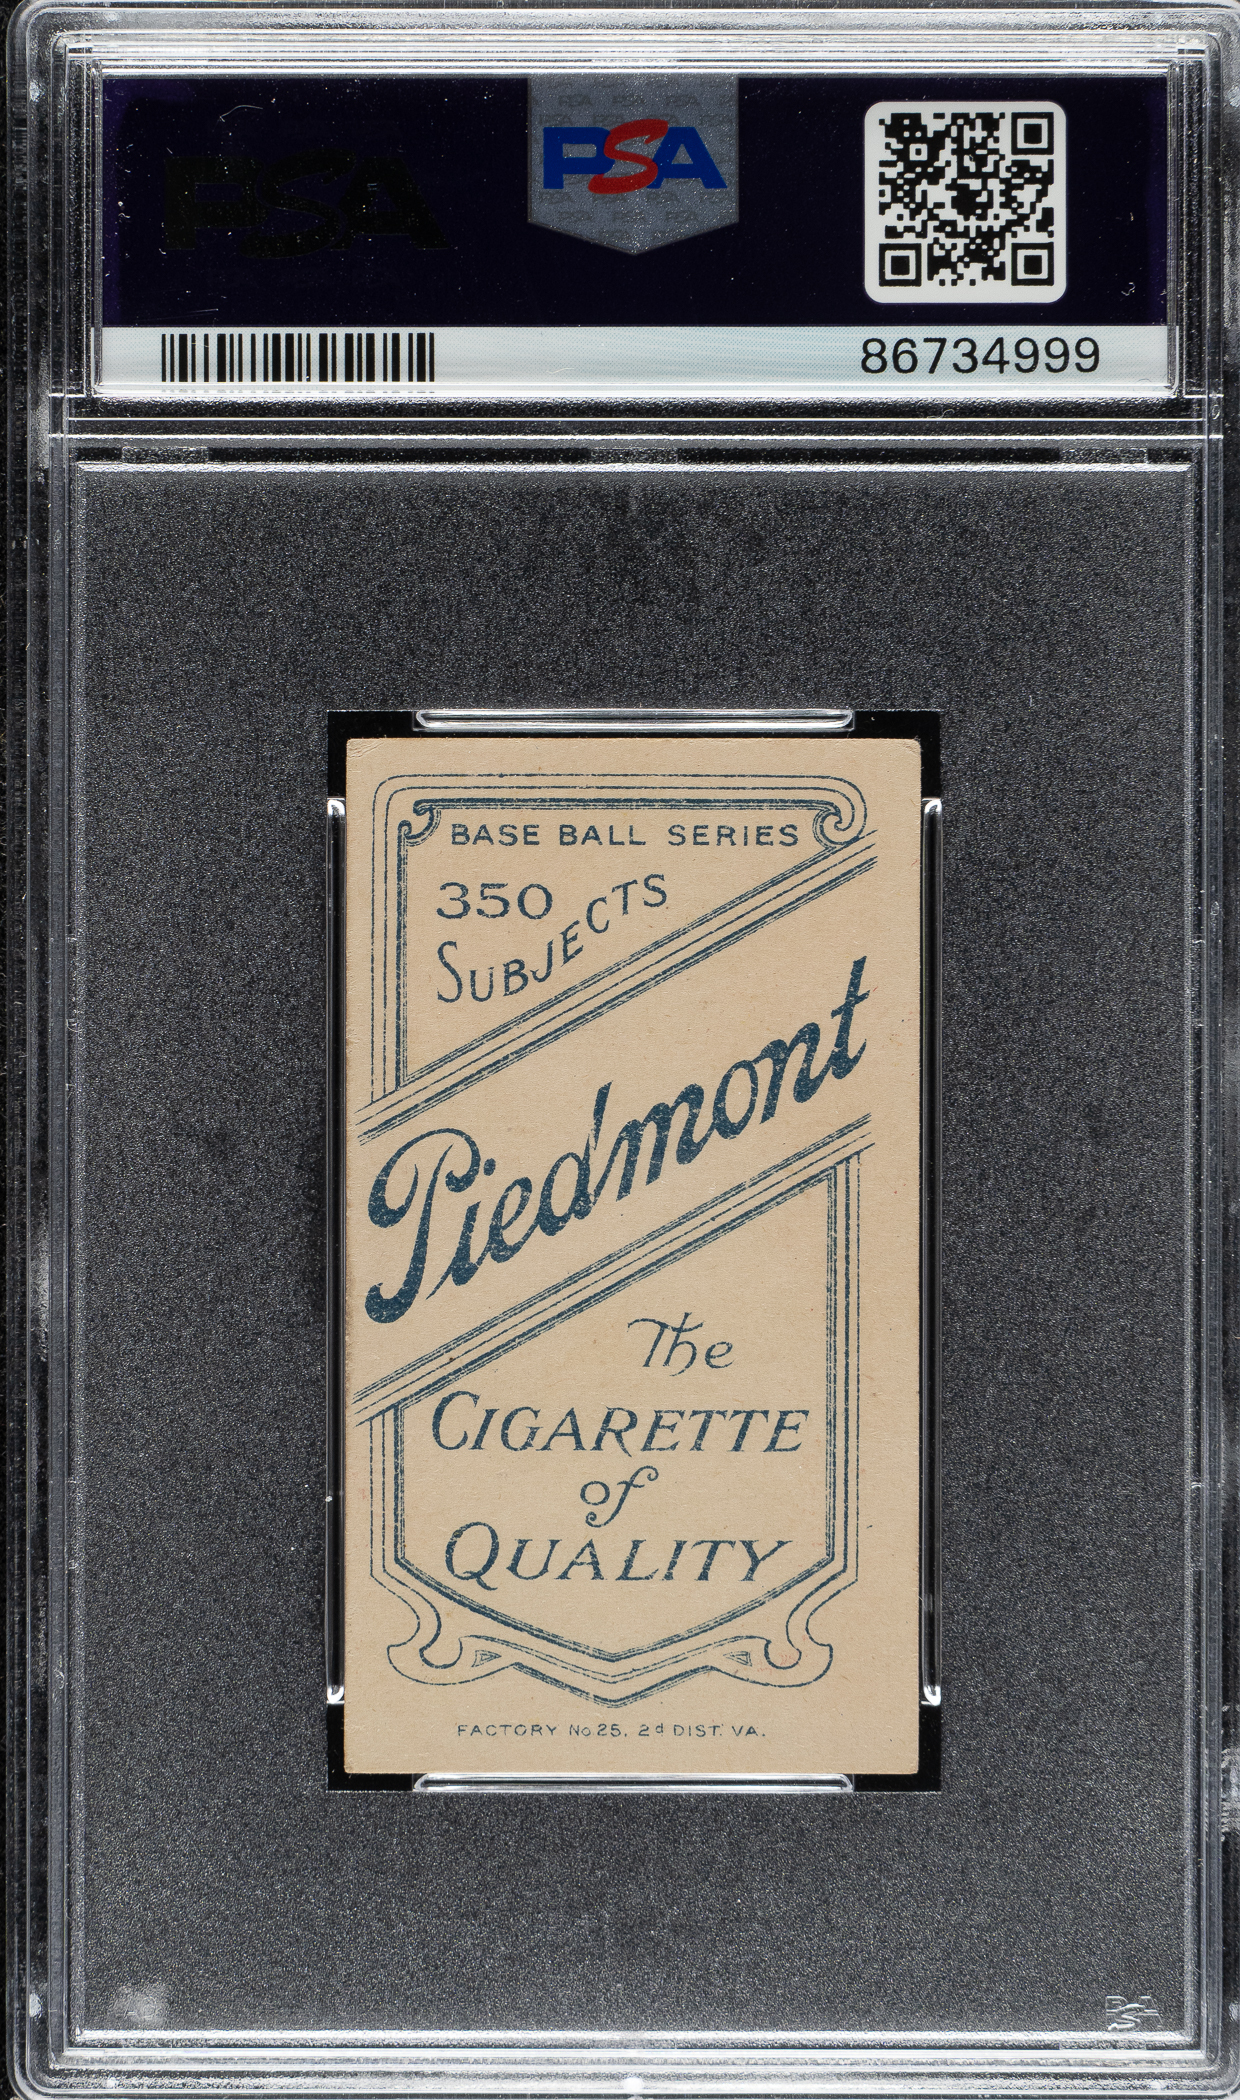 PSA
PSA
86734999
BASE BALL SERIES
350
SUBJECTS
Piedmont
The
CIGARETTE
of
QUALITY
FACTORY No 25, 2d DIST. VA.
PSA